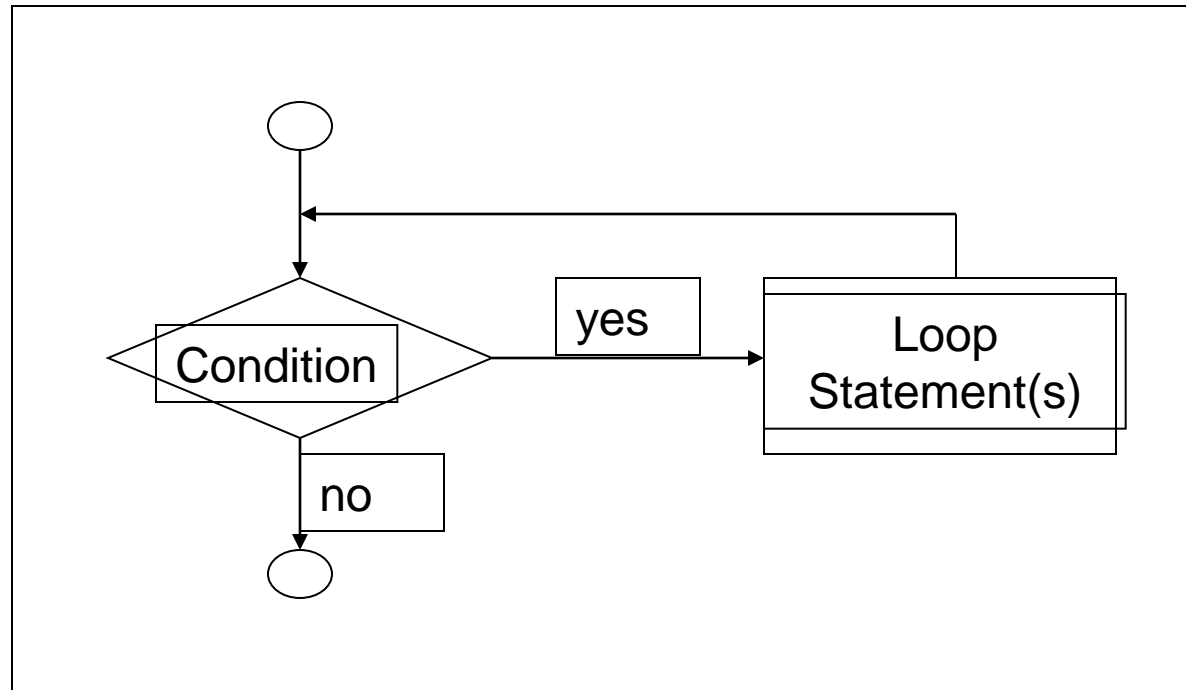 yes
Condition
Loop
Statement(s)
no